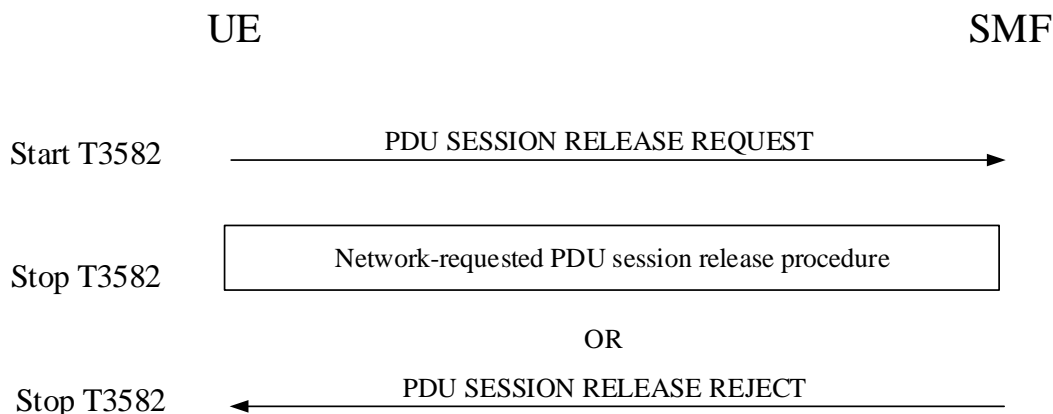 UE SMF
Start T3582 PDU SESSION RELEASE REQUEST
Stop T3582 Network-requested PDU session release procedure
OR
Stop T3582 PDU SESSION RELEASE REJECT